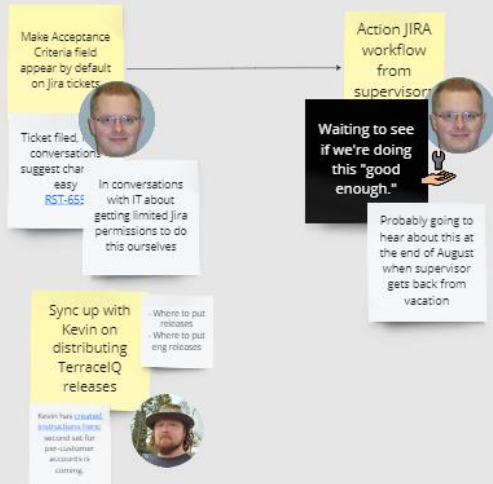 Make Acceptance
Criteria field
appear by default
on Jira tickets
Ticket filed,
conversations
suggest
easy
In conversations
with IT about
getting limited Jira
permissions to do
this ourselves
Action JIRA
workflow
from
supervisor
Waiting to see
if we're doing
this "good
enough."
Probably going to
hear about this at
the end of August
when supervisor
gets back from
vacation
Sync up with
Kevin on
distributing
TerraceIQ
releases
- Where to put
releases
- Where to put
eng releases
Kevin has created
instructions here;
second set for
per-customer
accounts is
coming.